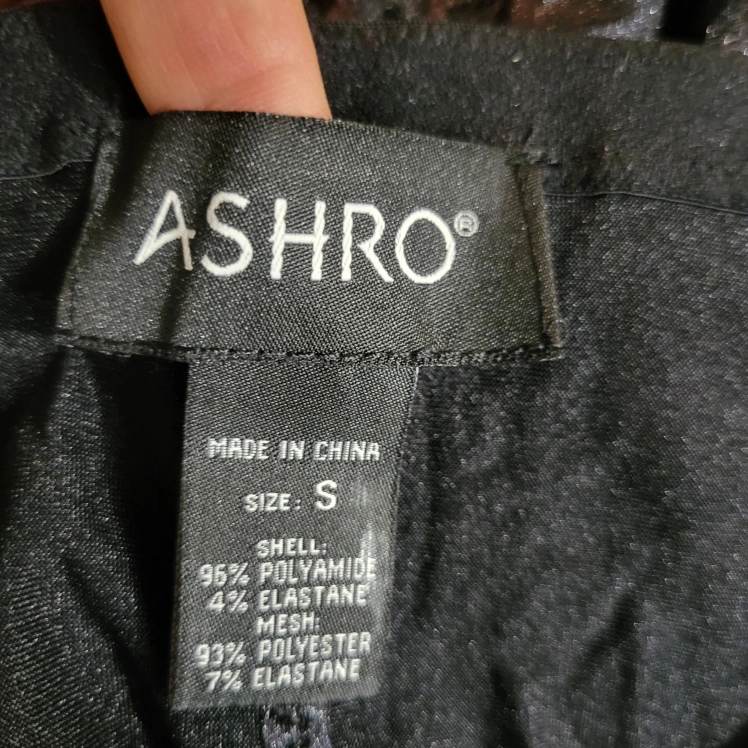 ASHRO®
MADE IN CHINA
SIZE: S
SHELL:
96% POLYAMIDE
4% ELASTANE
MESH:
93% POLYESTER
7% ELASTANE